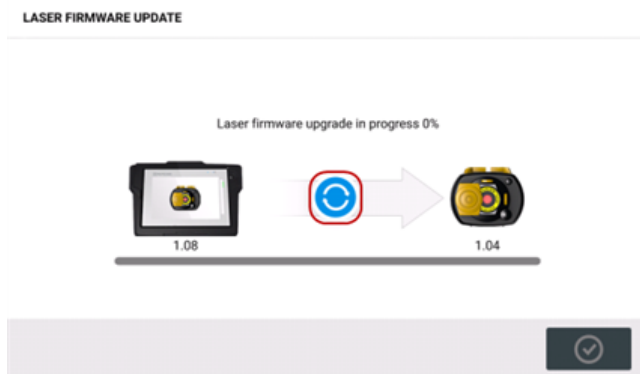 LASER FIRMWARE UPDATE
Laser firmware upgrade in progress 0%
1.08
1.04